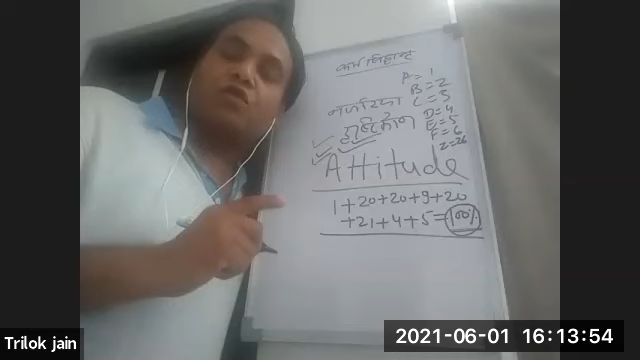 कर्म सिद्धान्त
A = 1
B = 2
C = 3
D = 4
E = 5
F = 6
Z = 26
नजरिया
दृष्टिकोण
Attitude
1+20+20+9+20
+21+4+5=100%
Trilok jain
2021-06-01 16:13:54